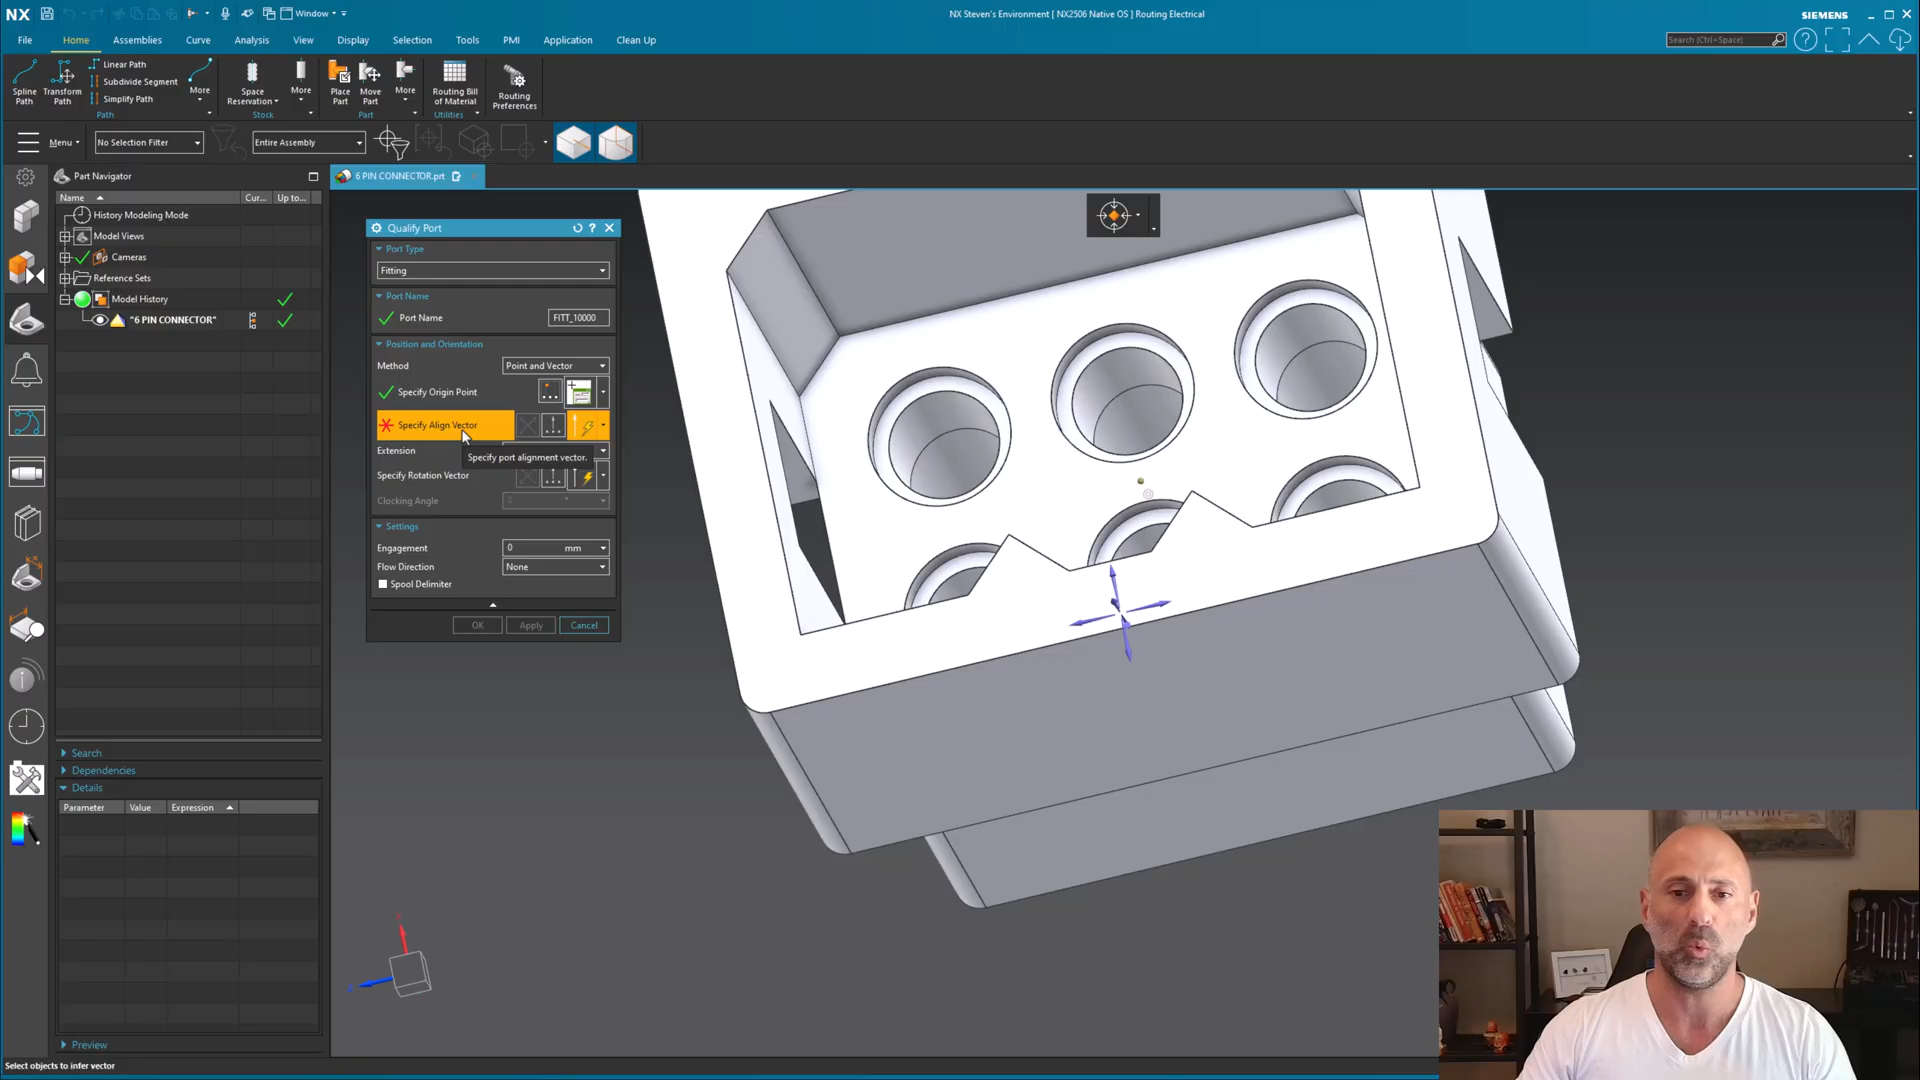 NX
Window
NX Steven's Environment [ NX2506 Native OS ] Routing Electrical
SIEMENS
File
Home
Assemblies
Curve
Analysis
View
Display
Selection
Tools
PMI
Application
Clean Up
Search (Ctrl+Space)
Spline Path
Transform Path
Linear Path
Subdivide Segment
Simplify Path
More
Path
Space Reservation
More
Stock
Place Part
Move Part
More
Part
Routing Bill of Material
Utilities
Routing Preferences
Menu
No Selection Filter
Entire Assembly
Part Navigator
6 PIN CONNECTOR.prt
Name
Cur...
Up to...
History Modeling Mode
Model Views
Cameras
Reference Sets
Model History
"6 PIN CONNECTOR"
Search
Dependencies
Details
Parameter
Value
Expression
Preview
Qualify Port
Port Type
Fitting
Port Name
Port Name
FITT_10000
Position and Orientation
Method
Point and Vector
Specify Origin Point
Specify Align Vector
Extension
Specify port alignment vector.
Specify Rotation Vector
Clocking Angle
0 °
Settings
Engagement
0 mm
Flow Direction
None
Spool Delimiter
OK
Apply
Cancel
Select objects to infer vector